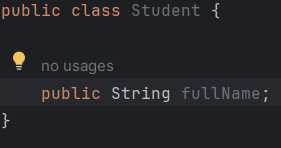 public class Student {
no usages
public String fullName;
}